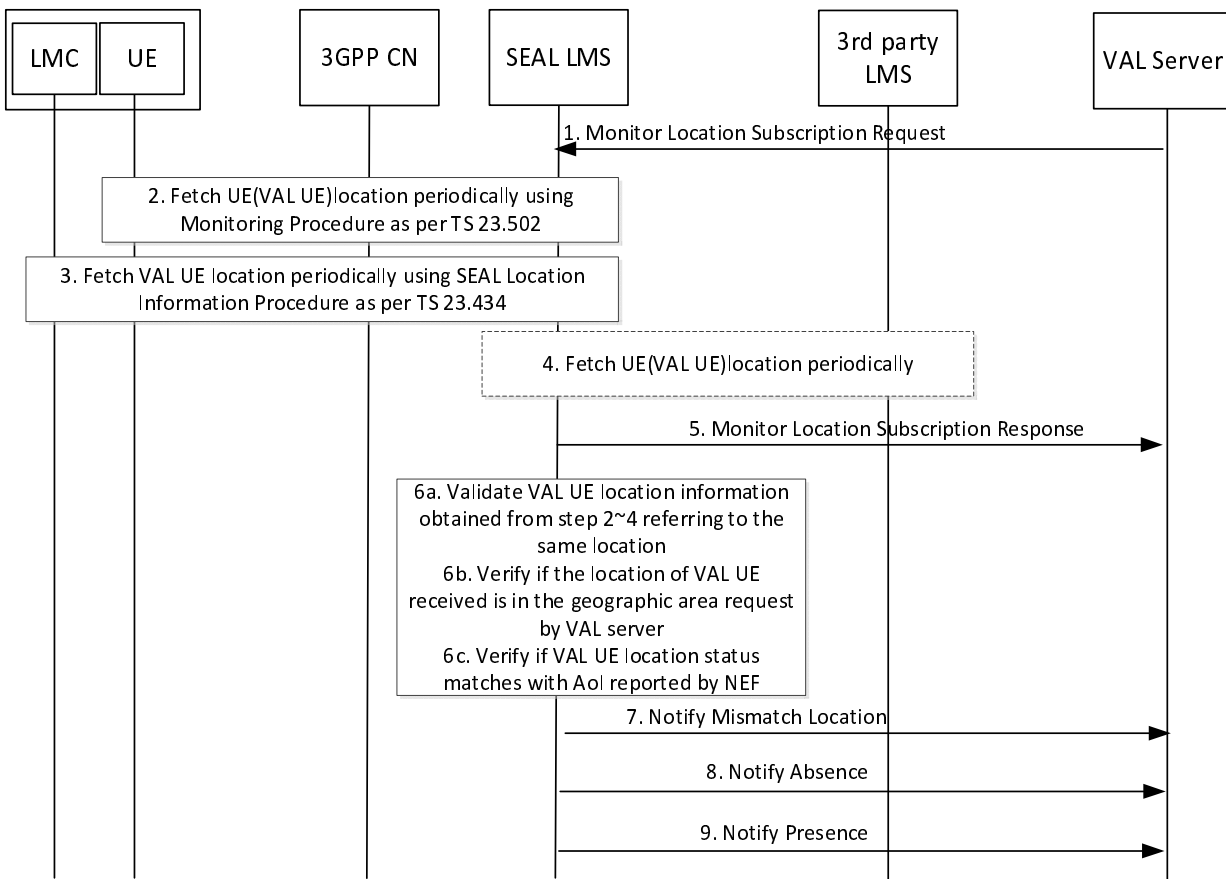 LMC
UE
3GPP CN
SEAL LMS
3rd party
LMS
VAL Server
1. Monitor Location Subscription Request
2. Fetch UE(VAL UE)location periodically using
Monitoring Procedure as per TS 23.502
3. Fetch VAL UE location periodically using SEAL Location
Information Procedure as per TS 23.434
4. Fetch UE(VAL UE)location periodically
5. Monitor Location Subscription Response
6a. Validate VAL UE location information
obtained from step 2~4 referring to the
same location
6b. Verify if the location of VAL UE
received is in the geographic area request
by VAL server
6c. Verify if VAL UE location status
matches with AoI reported by NEF
7. Notify Mismatch Location
8. Notify Absence
9. Notify Presence